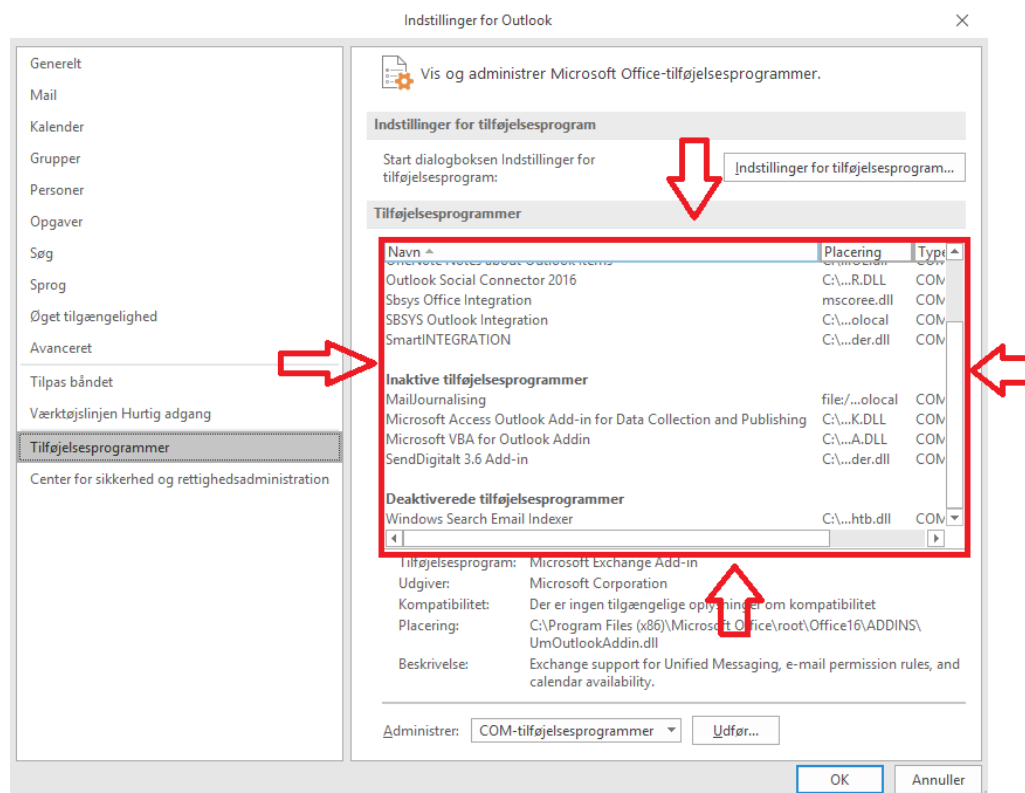 Indstillinger for Outlook
Generelt
Mail
Kalender
Grupper
Personer
Opgaver
Søg
Sprog
Øget tilgængelighed
Avanceret
Tilpas båndet
Værktøjslinjen Hurtig adgang
Tilføjelsesprogrammer
Center for sikkerhed og rettighedsadministration
Vis og administrer Microsoft Office-tilføjelsesprogrammer.
Indstillinger for tilføjelsesprogram
Start dialogboksen Indstillinger for
tilføjelsesprogram:
Indstillinger for tilføjelsesprogram...
Tilføjelsesprogrammer
Navn Placering Type
OneNote Notes about Outlook Items
Outlook Social Connector 2016 C:\...R.DLL COM
Sbsys Office Integration mscoree.dll COM
SBSYS Outlook Integration C:\...olocal COM
SmartINTEGRATION C:\...der.dll COM
Inaktive tilføjelsesprogrammer
MailJournalising file:/...olocal COM
Microsoft Access Outlook Add-in for Data Collection and Publishing C:\...K.DLL COM
Microsoft VBA for Outlook Addin C:\...A.DLL COM
SendDigitalt 3.6 Add-in C:\...der.dll COM
Deaktiverede tilføjelsesprogrammer
Windows Search Email Indexer C:\...htb.dll COM
Tilføjelsesprogram: Microsoft Exchange Add-in
Udgiver: Microsoft Corporation
Kompatibilitet: Der er ingen tilgængelige oplysninger om kompatibilitet
Placering: C:\Program Files (x86)\Microsoft Office\root\Office16\ADDINS\
UmOutlookAddin.dll
Beskrivelse: Exchange support for Unified Messaging, e-mail permission rules, and
calendar availability.
Administrer: COM-tilføjelsesprogrammer Udfør...
OK Annuller